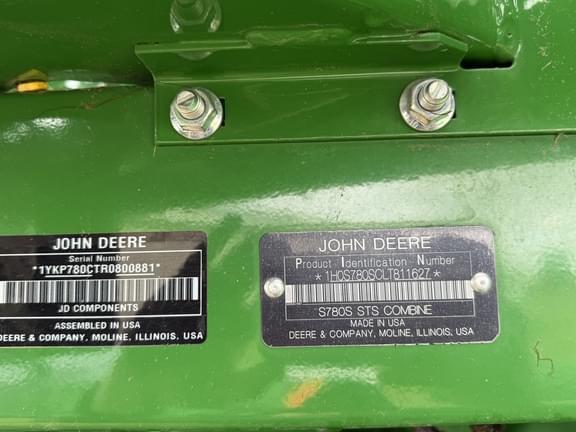 JOHN DEERE
Serial Number
*1YKP780CTR0800881*
JD COMPONENTS
ASSEMBLED IN USA
DEERE & COMPANY, MOLINE, ILLINOIS, USA
JOHN DEERE
Product Identification Number
*1H0S780SCLT811627*
S780S STS COMBINE
MADE IN USA
DEERE & COMPANY, MOLINE, ILLINOIS, USA